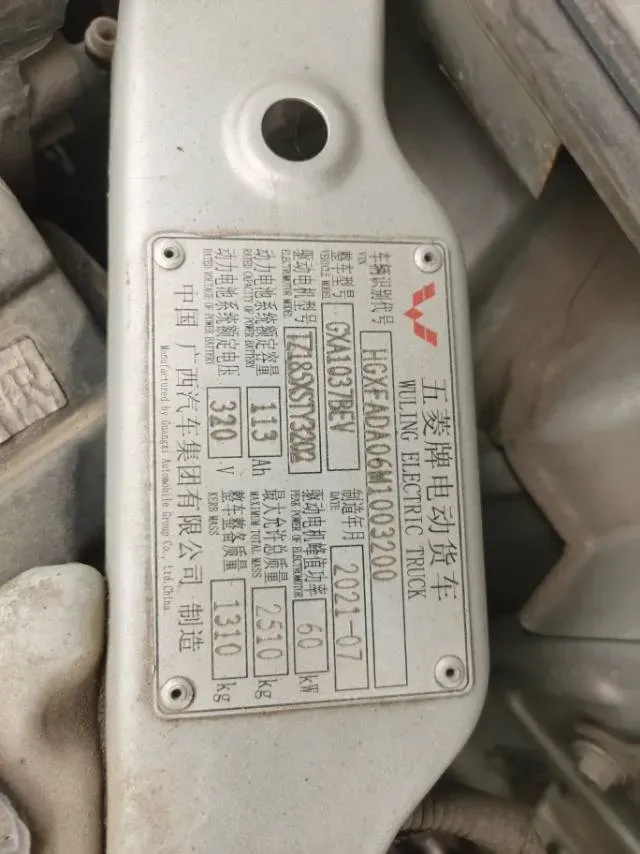 五菱牌电动货车
WULING ELECTRIC TRUCK
车辆识别代号 HGXFADA06M1003200
VIN
整车型号 GXA1037BEV 制造年月 2021-07
VEHICLE MODEL DATE
驱动电机型号 TZ185XSTY3202 驱动电机峰值功率 60 kW
ELECTROMOTOR MODEL PEAK POWER OF ELECTROMOTOR
动力电池系统额定容量 113 Ah 最大允许总质量 2510 kg
RATED CAPACITY OF POWER BATTERY MAXIMUM TOTAL MASS
动力电池系统额定电压 320 V 整车整备质量 1310 kg
RATED VOLTAGE OF POWER BATTERY KERB MASS
中国 广西汽车集团有限公司 制造
Manufactured by Guangxi Automobile Group Co., Ltd.China.